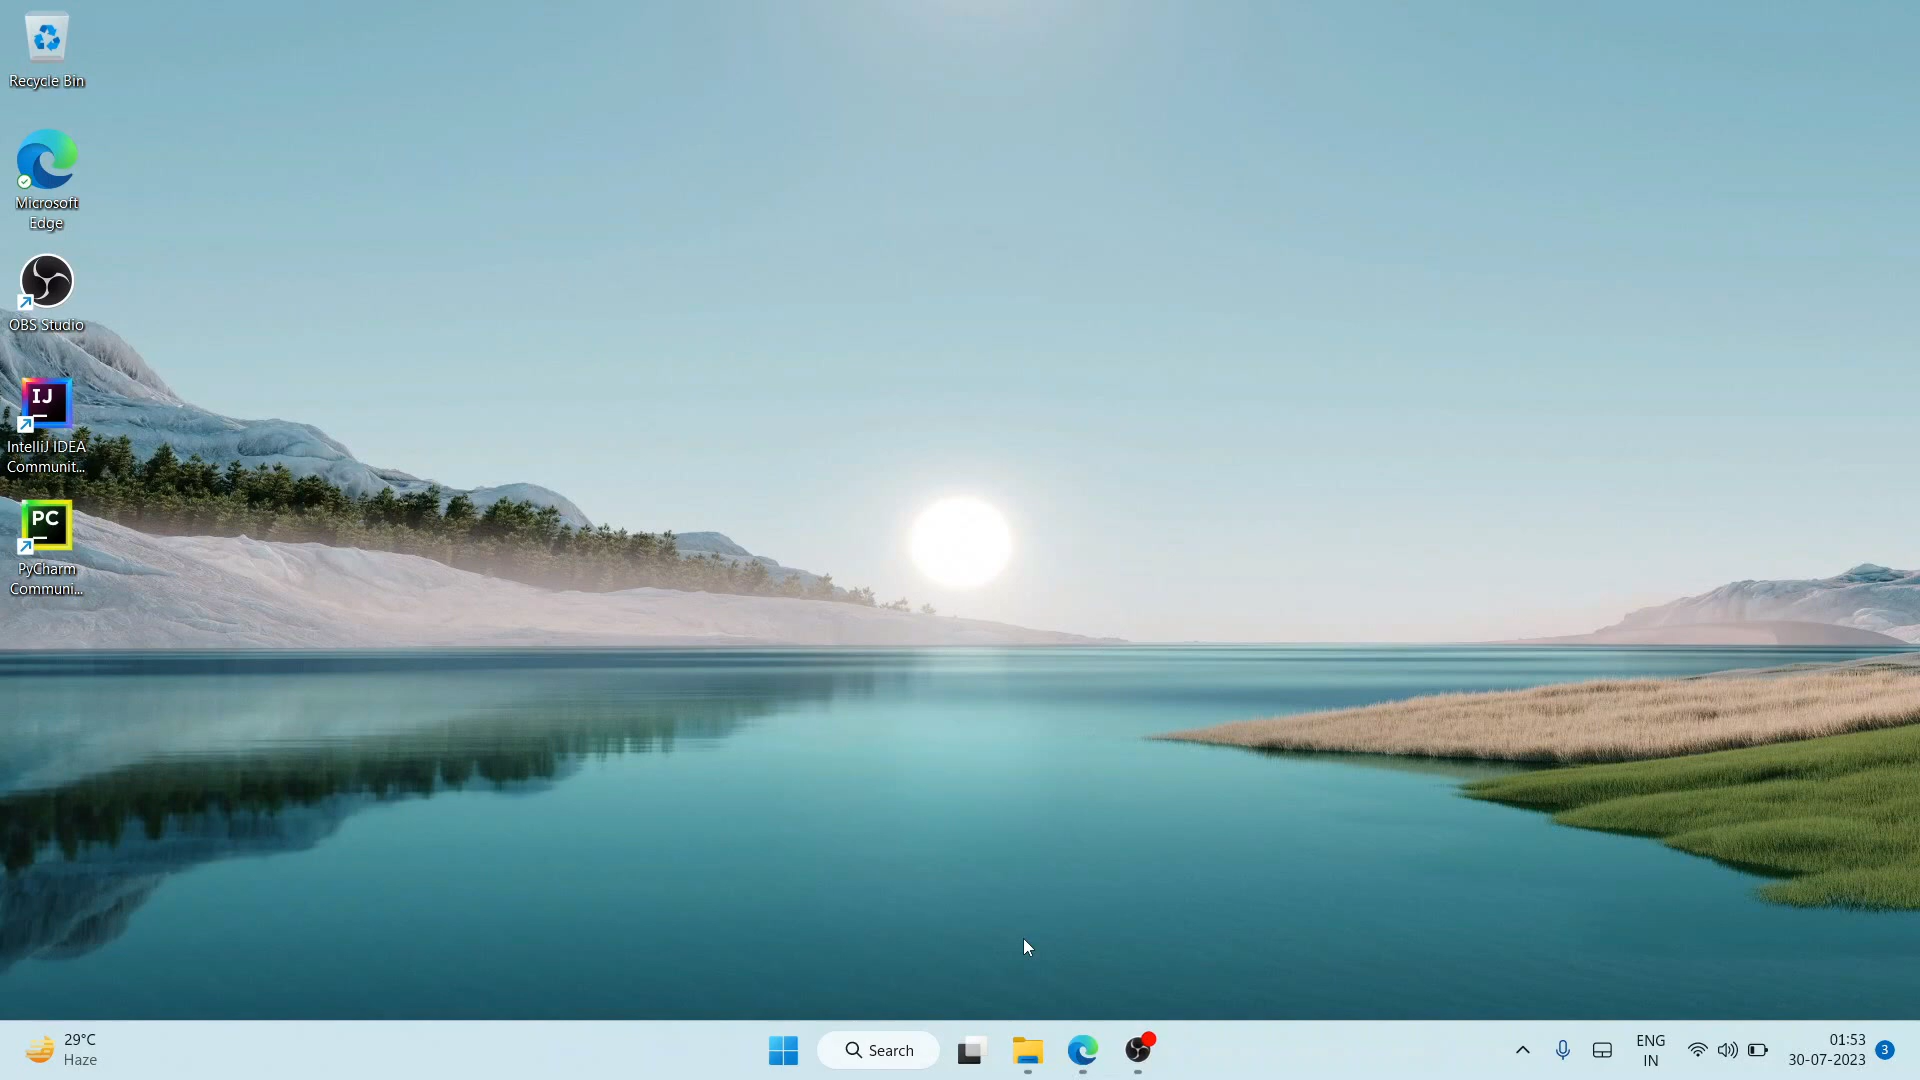 Recycle Bin
Microsoft
Edge
OBS Studio
IJ
IntelliJ IDEA
Communit...
PC
PyCharm
Communi...
29°C
Haze
Search
ENG
IN
01:53
30-07-2023
3